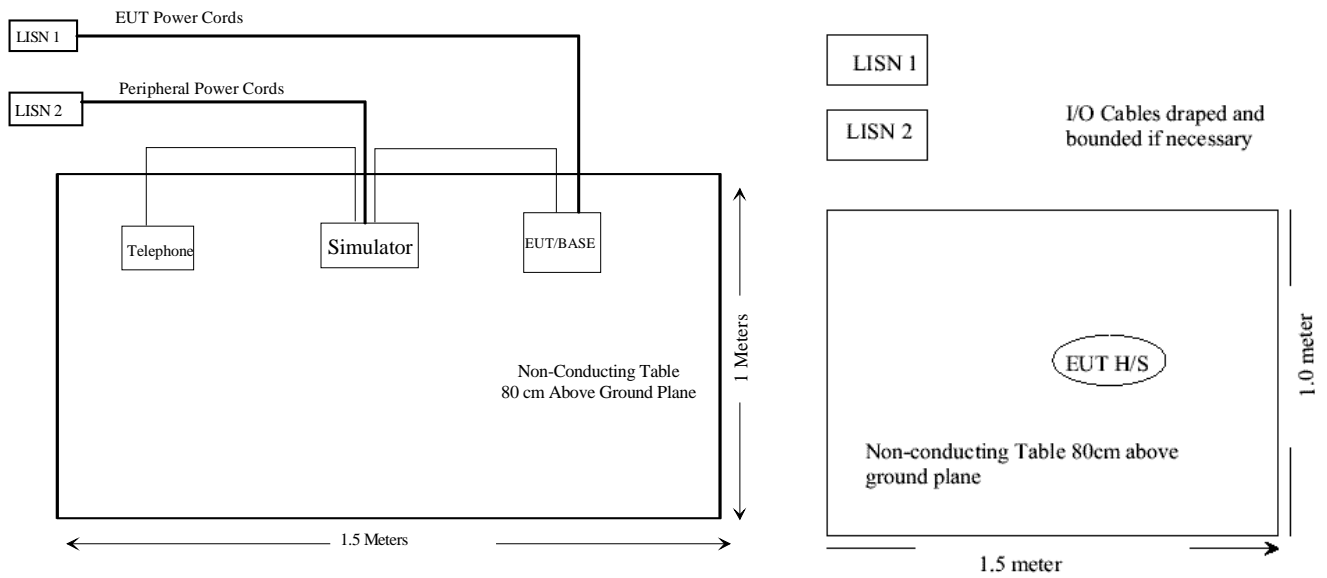 EUT Power Cords
LISN 1
Peripheral Power Cords
LISN 2
Telephone
Simulator
EUT/BASE
Non-Conducting Table
80 cm Above Ground Plane
1 Meters
1.5 Meters
LISN 1
LISN 2
I/O Cables draped and
bounded if necessary
EUT H/S
Non-conducting Table 80cm above
ground plane
1.0 meter
1.5 meter